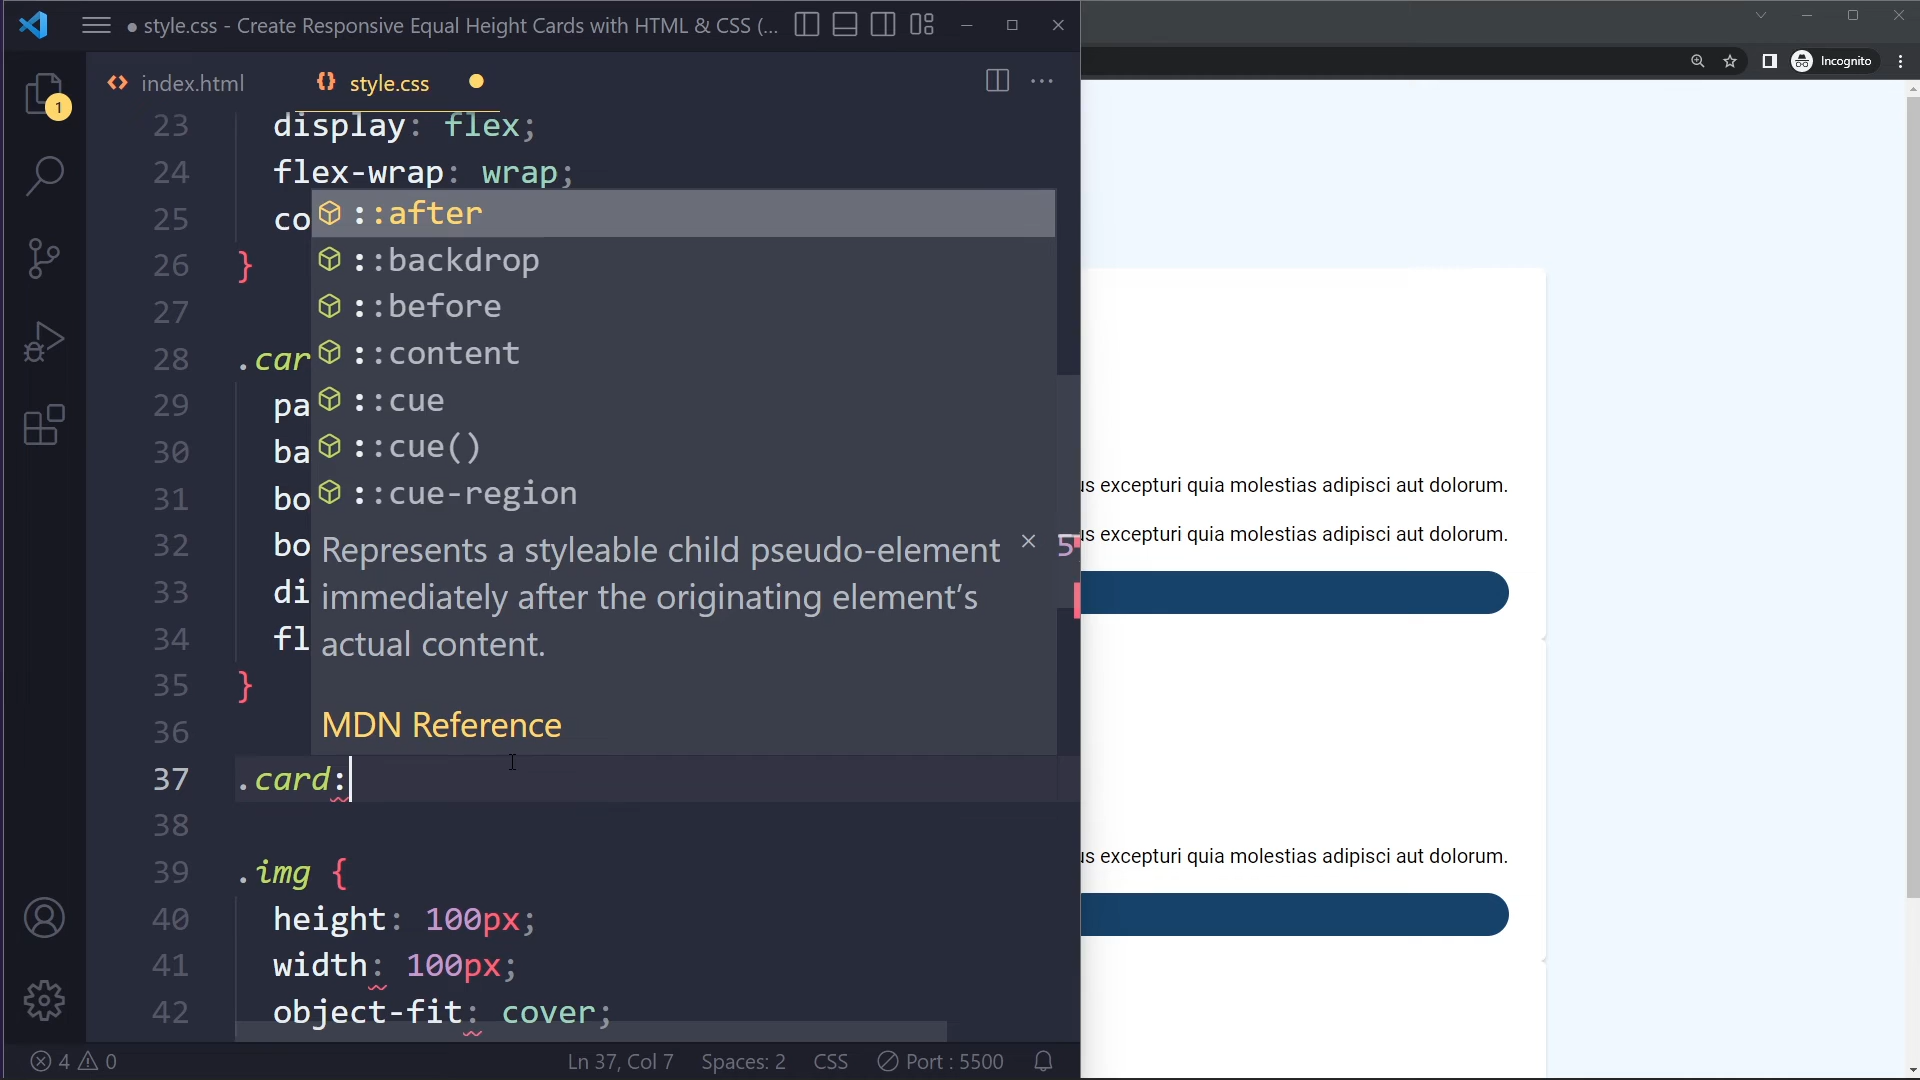 ● style.css - Create Responsive Equal Height Cards with HTML & CSS (...
index.html
style.css
Incognito
1
23 display: flex;
24 flex-wrap: wrap;
25 co
26 }
27
28 .car
29 pa
30 ba
31 bo
32 bo
33 di
34 fl
35 }
36
37 .card:
38
39 .img {
40 height: 100px;
41 width: 100px;
42 object-fit: cover;
::after
::backdrop
::before
::content
::cue
::cue()
::cue-region
Represents a styleable child pseudo-element
immediately after the originating element's
actual content.
MDN Reference
5
us excepturi quia molestias adipisci aut dolorum.
us excepturi quia molestias adipisci aut dolorum.
us excepturi quia molestias adipisci aut dolorum.
4 0 Ln 37, Col 7 Spaces: 2 CSS Port : 5500